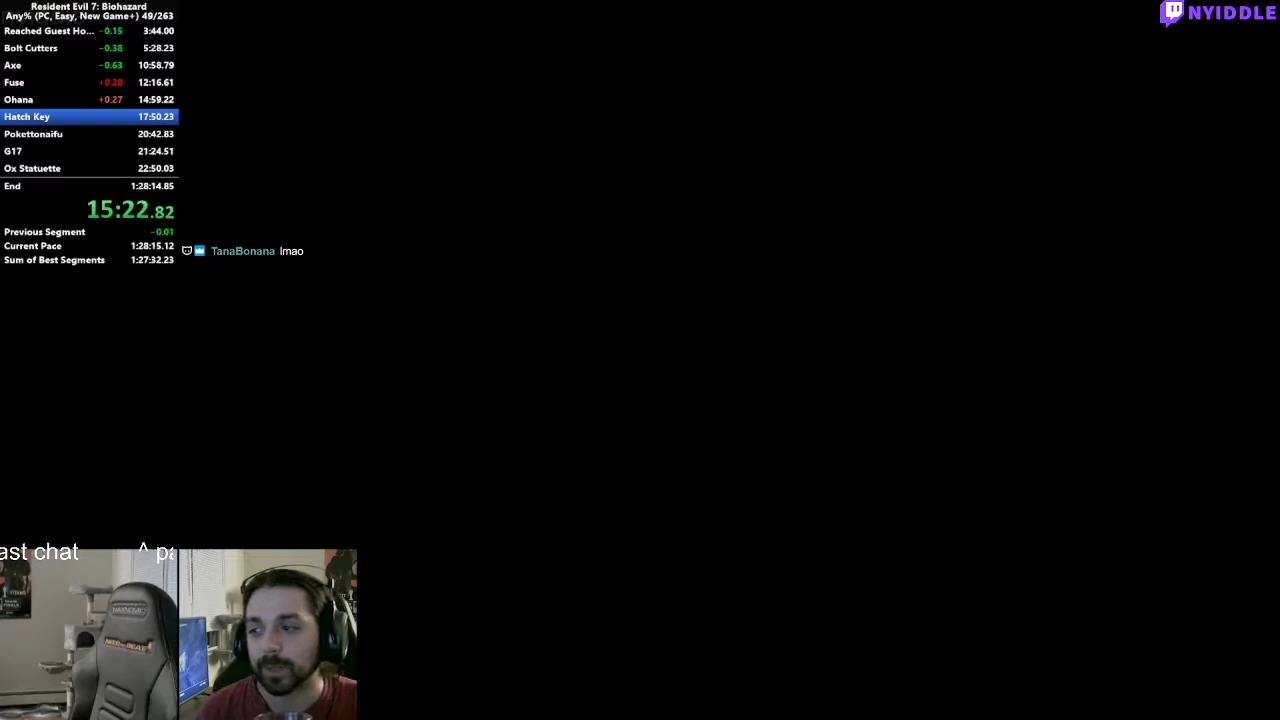 Resident Evil 7: Biohazard
Any% (PC, Easy, New Game+) 49/263
Reached Guest Ho... −0.15 3:44.00
Bolt Cutters −0.38 5:28.23
Axe −0.63 10:58.79
Fuse +0.28 12:16.61
Ohana +0.27 14:59.22
Hatch Key 17:50.23
Pokettonaifu 20:42.83
G17 21:24.51
Ox Statuette 22:50.03
End 1:28:14.85
15:22.82
Previous Segment −0.01
Current Pace 1:28:15.12
Sum of Best Segments 1:27:32.23
TanaBonana lmao
NYIDDLE
ast chat ^ pa